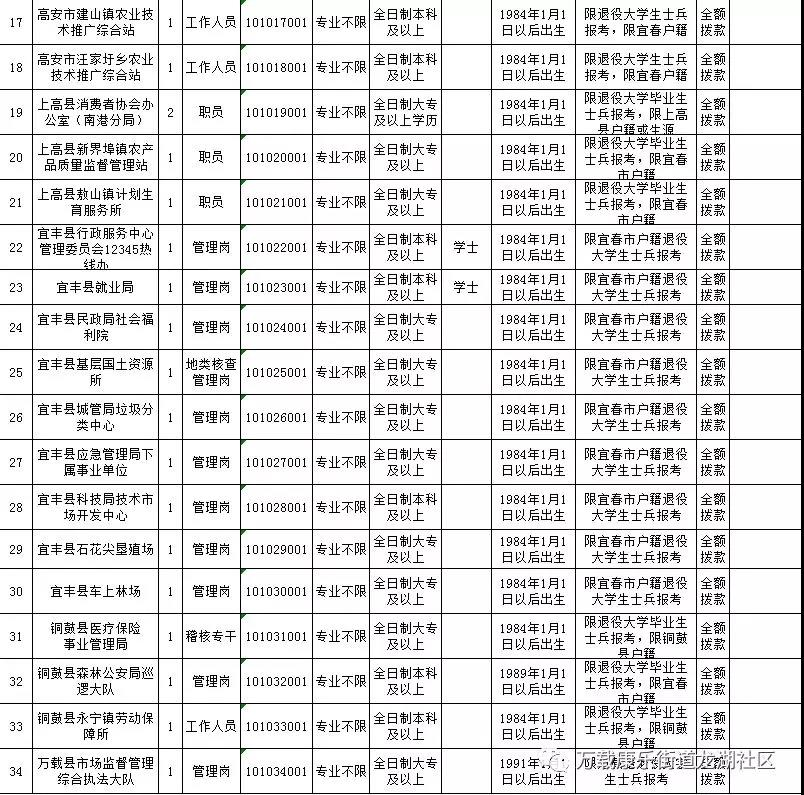 17 高安市建山镇农业技术推广综合站 1 工作人员 101017001 专业不限 全日制本科及以上 1984年1月1日以后出生 限退役大学生士兵报考，限宜春户籍 全额拨款
18 高安市汪家圩乡农业技术推广综合站 1 工作人员 101018001 专业不限 全日制本科及以上 1984年1月1日以后出生 限退役大学生士兵报考，限宜春户籍 全额拨款
19 上高县消费者协会办公室（南港分局） 2 职员 101019001 专业不限 全日制大专及以上学历 1984年1月1日以后出生 限退役大学毕业生士兵报考，限上高县户籍或生源 全额拨款
20 上高县新界埠镇农产品质量监督管理站 1 职员 101020001 专业不限 全日制大专及以上 1984年1月1日以后出生 限退役大学毕业生士兵报考，限宜春市户籍 全额拨款
21 上高县敖山镇计划生育服务所 1 职员 101021001 专业不限 全日制大专及以上 1984年1月1日以后出生 限退役大学毕业生士兵报考，限宜春市户籍 全额拨款
22 宜丰县行政服务中心管理委员会12345热线办 1 管理岗 101022001 专业不限 全日制本科及以上 学士 1984年1月1日以后出生 限宜春市户籍退役大学生士兵报考 全额拨款
23 宜丰县就业局 1 管理岗 101023001 专业不限 全日制本科及以上 学士 1984年1月1日以后出生 限宜春市户籍退役大学生士兵报考 全额拨款
24 宜丰县民政局社会福利院 1 管理岗 101024001 专业不限 全日制大专及以上 1984年1月1日以后出生 限宜春市户籍退役大学生士兵报考 全额拨款
25 宜丰县基层国土资源所 1 地类核查管理岗 101025001 专业不限 全日制大专及以上 1984年1月1日以后出生 限宜春市户籍退役大学生士兵报考 全额拨款
26 宜丰县城管局垃圾分类中心 1 管理岗 101026001 专业不限 全日制大专及以上 1984年1月1日以后出生 限宜春市户籍退役大学生士兵报考 全额拨款
27 宜丰县应急管理局下属事业单位 1 管理岗 101027001 专业不限 全日制大专及以上 1984年1月1日以后出生 限宜春市户籍退役大学生士兵报考 全额拨款
28 宜丰县科技局技术市场开发中心 1 管理岗 101028001 专业不限 全日制本科及以上 1984年1月1日以后出生 限宜春市户籍退役大学生士兵报考 全额拨款
29 宜丰县石花尖垦殖场 1 管理岗 101029001 专业不限 全日制大专及以上 1984年1月1日以后出生 限宜春市户籍退役大学生士兵报考 全额拨款
30 宜丰县车上林场 1 管理岗 101030001 专业不限 全日制大专及以上 1984年1月1日以后出生 限宜春市户籍退役大学生士兵报考 全额拨款
31 铜鼓县医疗保险事业管理局 1 稽核专干 101031001 专业不限 全日制大专及以上 1984年1月1日以后出生 限退役大学毕业生士兵报考，限铜鼓县户籍 全额拨款
32 铜鼓县森林公安局巡逻大队 1 管理岗 101032001 专业不限 全日制本科及以上 1989年1月1日以后出生 限退役大学毕业生士兵报考，限宜春市户籍 全额拨款
33 铜鼓县永宁镇劳动保障所 1 工作人员 101033001 专业不限 全日制本科及以上 1984年1月1日以后出生 限退役大学毕业生士兵报考，限铜鼓县户籍 全额拨款
34 万载县市场监督管理综合执法大队 1 管理岗 101034001 专业不限 全日制大专及以上 1991年 日以后出生 生士兵报考 全额拨款
万载康乐街道龙湖社区